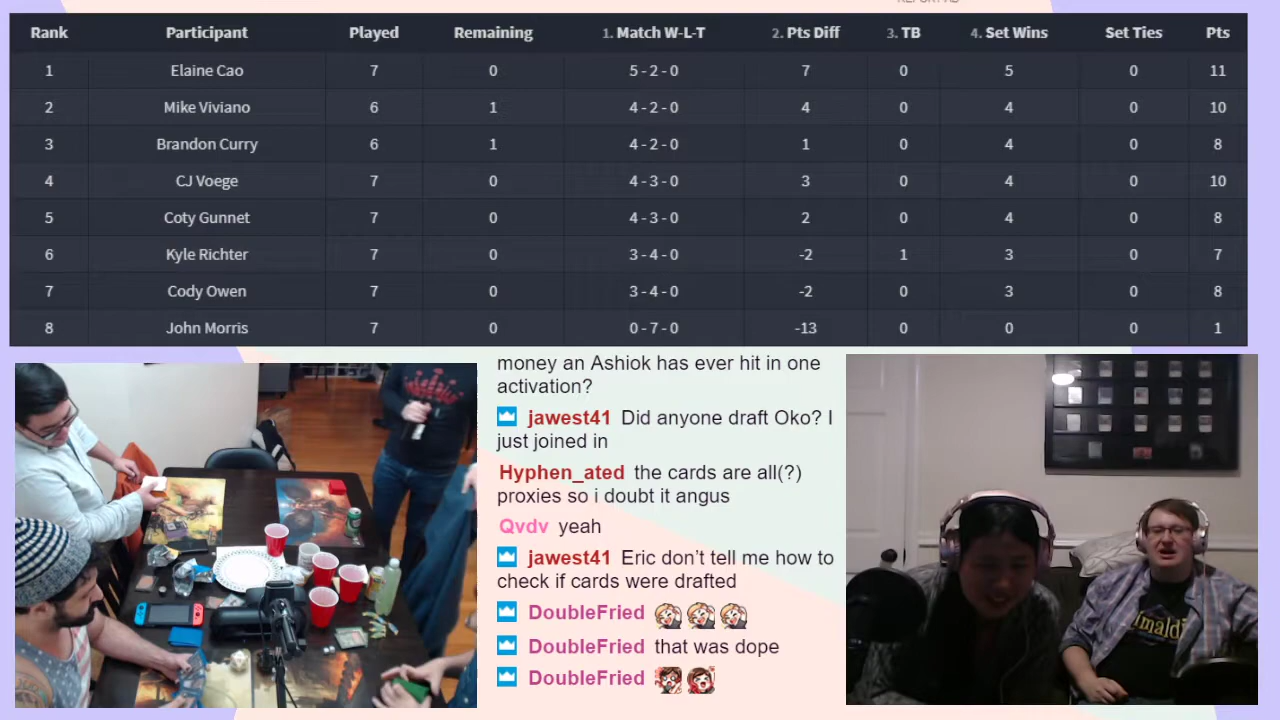 Rank Participant Played Remaining 1. Match W-L-T 2. Pts Diff 3. TB 4. Set Wins Set Ties Pts
1 Elaine Cao 7 0 5 - 2 - 0 7 0 5 0 11
2 Mike Viviano 6 1 4 - 2 - 0 4 0 4 0 10
3 Brandon Curry 6 1 4 - 2 - 0 1 0 4 0 8
4 CJ Voege 7 0 4 - 3 - 0 3 0 4 0 10
5 Coty Gunnet 7 0 4 - 3 - 0 2 0 4 0 8
6 Kyle Richter 7 0 3 - 4 - 0 -2 1 3 0 7
7 Cody Owen 7 0 3 - 4 - 0 -2 0 3 0 8
8 John Morris 7 0 0 - 7 - 0 -13 0 0 0 1
money an Ashiok has ever hit in one
activation?
jawest41 Did anyone draft Oko? I
just joined in
Hyphen_ated the cards are all(?)
proxies so i doubt it angus
Qvdv yeah
jawest41 Eric don’t tell me how to
check if cards were drafted
DoubleFried
DoubleFried that was dope
DoubleFried